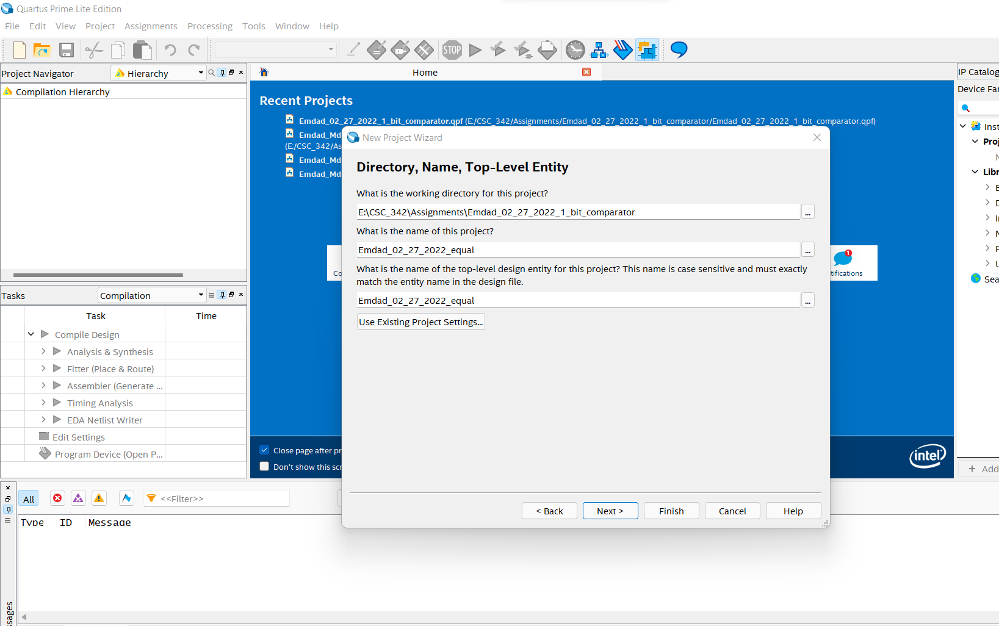 Quartus Prime Lite Edition
File Edit View Project Assignments Processing Tools Window Help
STOP
Project Navigator Hierarchy
Compilation Hierarchy
Home
Recent Projects
Emdad_02_27_2022_1_bit_comparator.qpf (E:/CSC_342/Assignments/Emdad_02_27_2022_1_bit_comparator/Emdad_02_27_2022_1_bit_comparator.qpf)
Emdad_Md
(E:/CSC_342/As
Emdad_Md
Emdad_Md
Co
tifications
1
Close page after pr
Don't show this scr
intel
New Project Wizard
Directory, Name, Top-Level Entity
What is the working directory for this project?
E:\CSC_342\Assignments\Emdad_02_27_2022_1_bit_comparator
...
What is the name of this project?
Emdad_02_27_2022_equal
...
What is the name of the top-level design entity for this project? This name is case sensitive and must exactly
match the entity name in the design file.
Emdad_02_27_2022_equal
...
Use Existing Project Settings...
< Back Next > Finish Cancel Help
IP Catalog
Device Far
Inst
Proj
N
Libr
E
D
In
N
P
U
Sea
+ Add
Tasks Compilation
Task Time
Compile Design
Analysis & Synthesis
Fitter (Place & Route)
Assembler (Generate ...
Timing Analysis
EDA Netlist Writer
Edit Settings
Program Device (Open P...
All <<Filter>>
Type ID Message
ssages